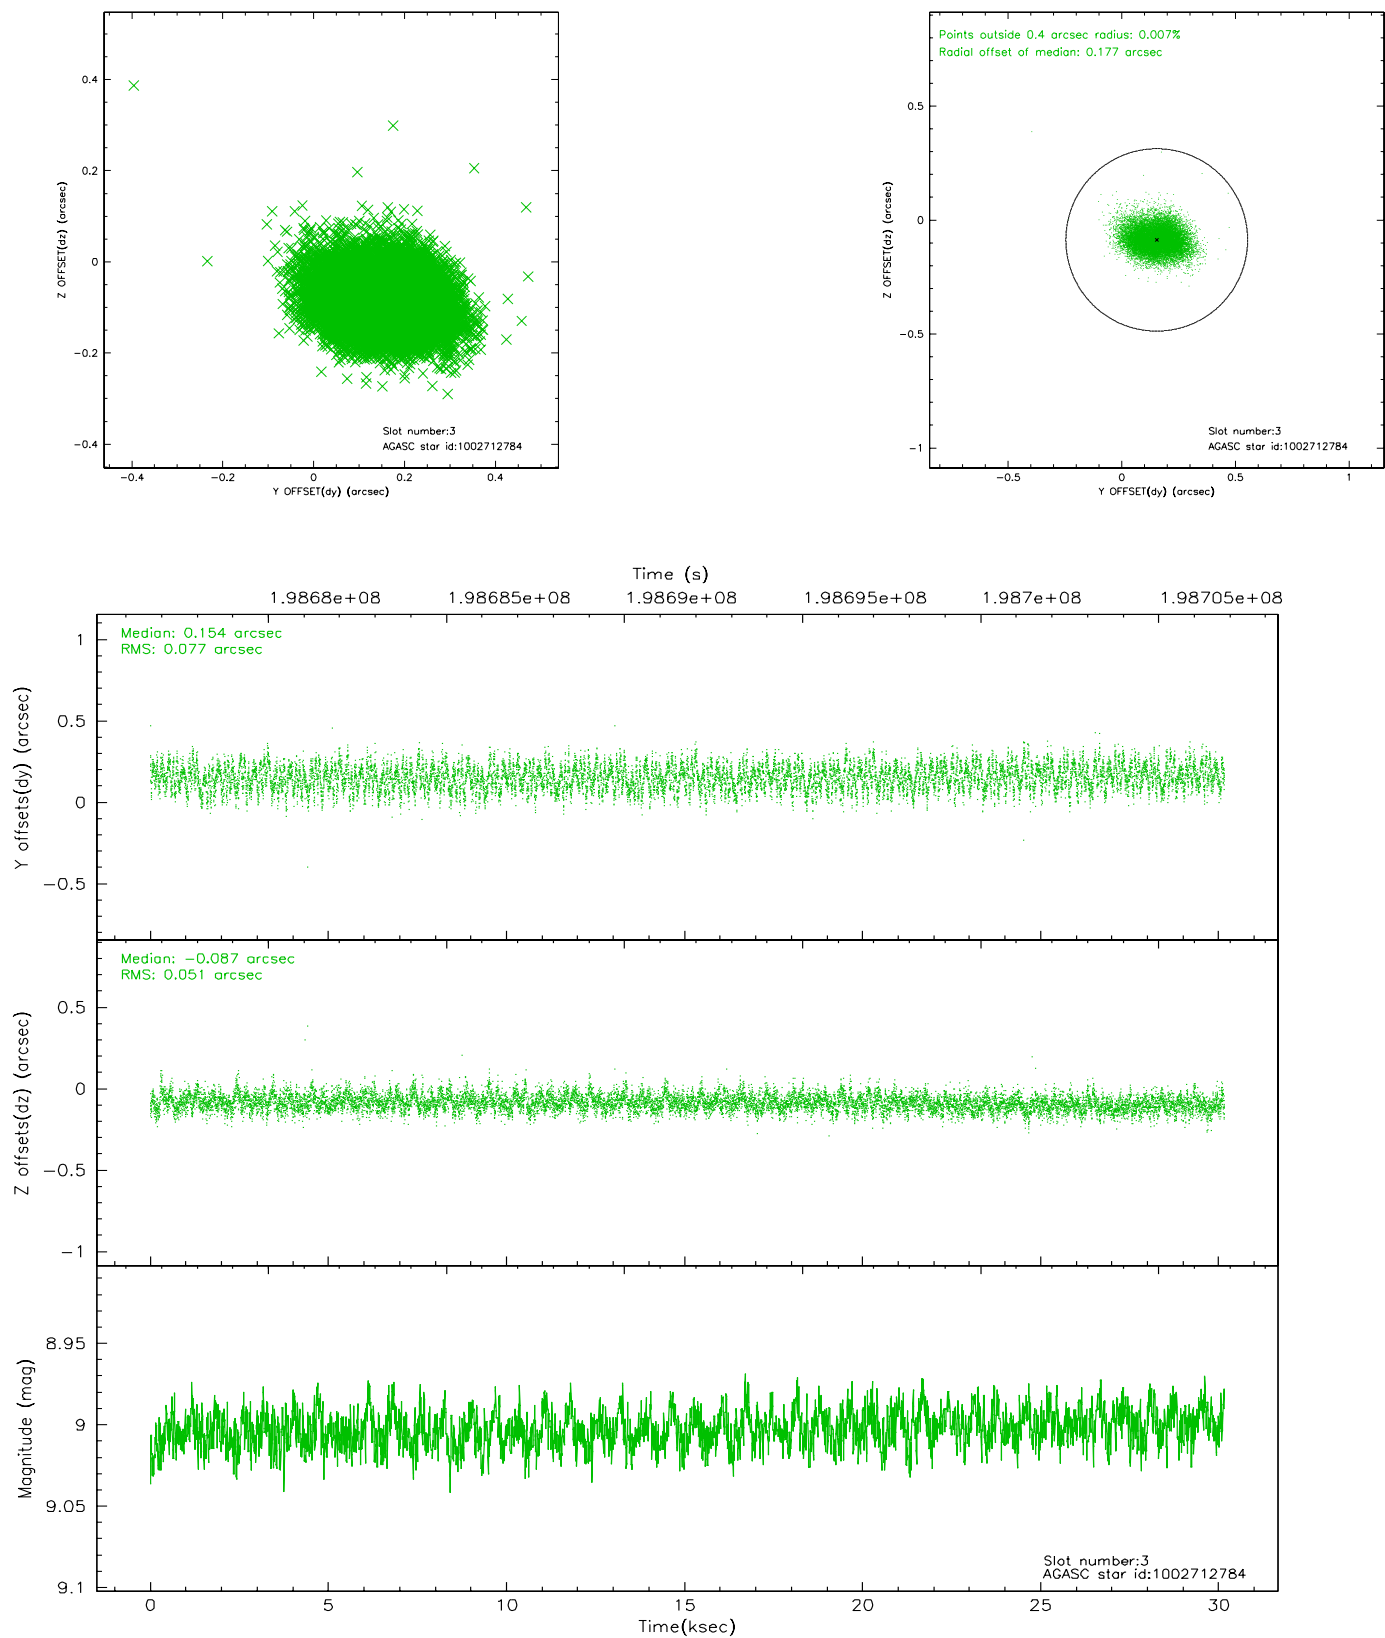 0.4
0.2
0
−0.2
−0.4
Z OFFSET(dz) (arcsec)
Slot number:3
AGASC star id:1002712784
−0.4 −0.2 0 0.2 0.4
Y OFFSET(dy) (arcsec)
Points outside 0.4 arcsec radius: 0.007%
Radial offset of median: 0.177 arcsec
0.5
0
−0.5
−1
Z OFFSET(dz) (arcsec)
Slot number:3
AGASC star id:1002712784
−0.5 0 0.5 1
Y OFFSET(dy) (arcsec)
Time (s)
1.9868e+08 1.98685e+08 1.9869e+08 1.98695e+08 1.987e+08 1.98705e+08
Median: 0.154 arcsec
RMS: 0.077 arcsec
1
0.5
0
−0.5
Y offsets(dy) (arcsec)
Median: −0.087 arcsec
RMS: 0.051 arcsec
0.5
0
−0.5
−1
Z offsets(dz) (arcsec)
8.95
9
9.05
9.1
Magnitude (mag)
Slot number:3
AGASC star id:1002712784
0 5 10 15 20 25 30
Time(ksec)